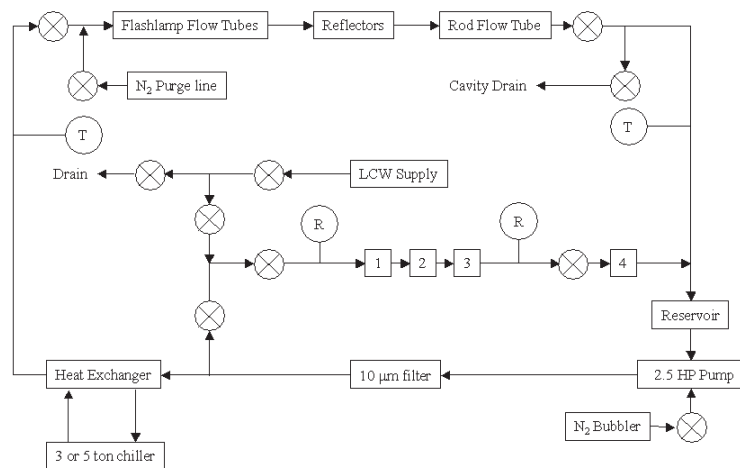 Flashlamp Flow Tubes
Reflectors
Rod Flow Tube
N2 Purge line
Cavity Drain
T
T
Drain
LCW Supply
R
R
1
2
3
4
Reservoir
Heat Exchanger
10 μm filter
2.5 HP Pump
N2 Bubbler
3 or 5 ton chiller